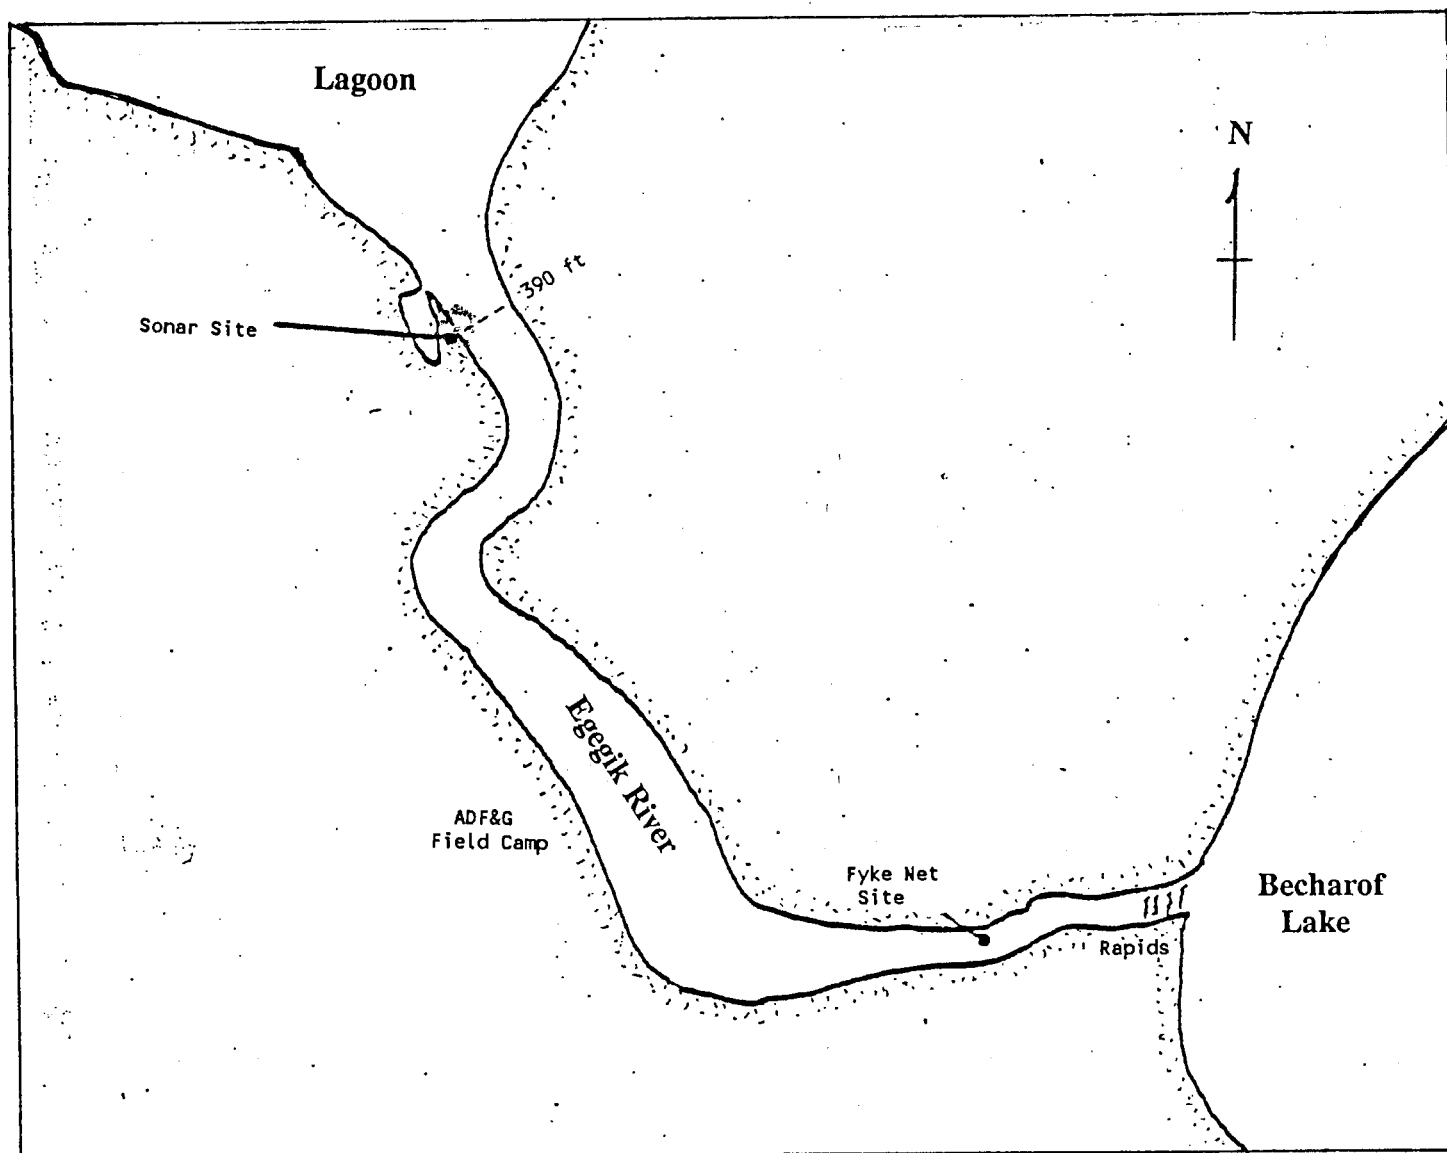 Lagoon
N
390 ft
Sonar Site
Egegik River
ADF&G
Field Camp
Fyke Net
Site
Becharof
Lake
Rapids